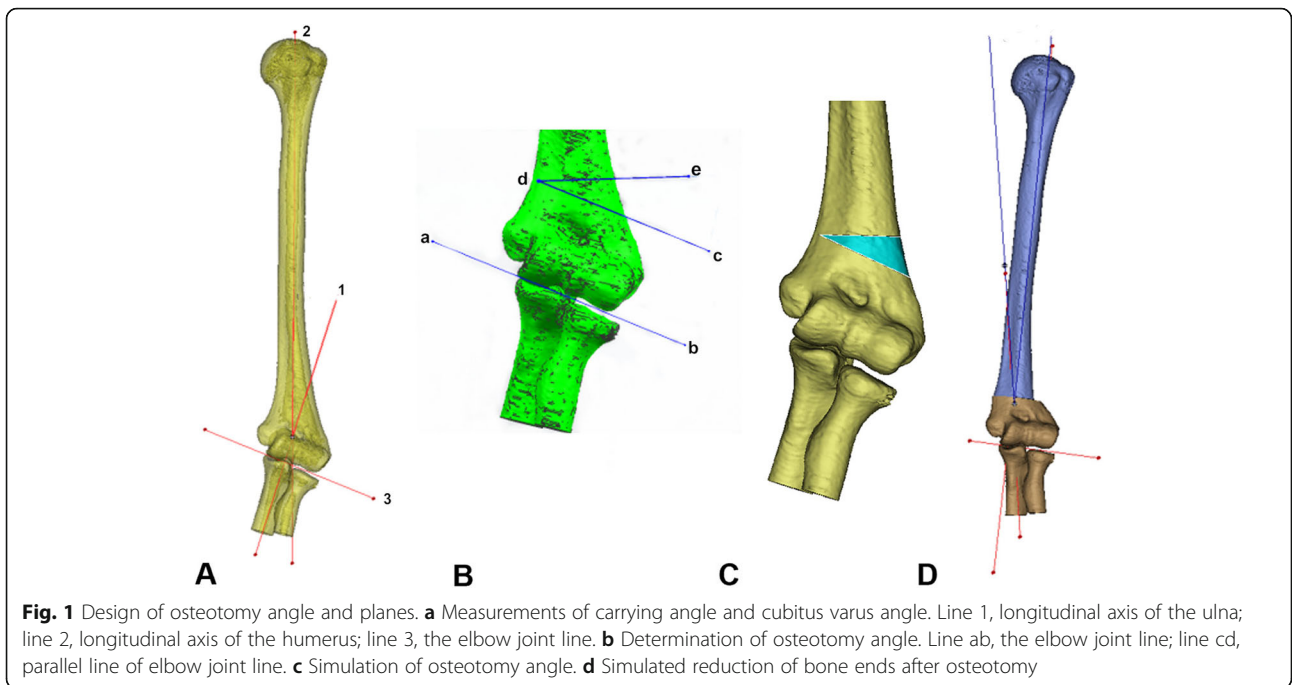 2
1
3
A
d
e
a
c
b
B
C
D
Fig. 1 Design of osteotomy angle and planes. a Measurements of carrying angle and cubitus varus angle. Line 1, longitudinal axis of the ulna;
line 2, longitudinal axis of the humerus; line 3, the elbow joint line. b Determination of osteotomy angle. Line ab, the elbow joint line; line cd,
parallel line of elbow joint line. c Simulation of osteotomy angle. d Simulated reduction of bone ends after osteotomy